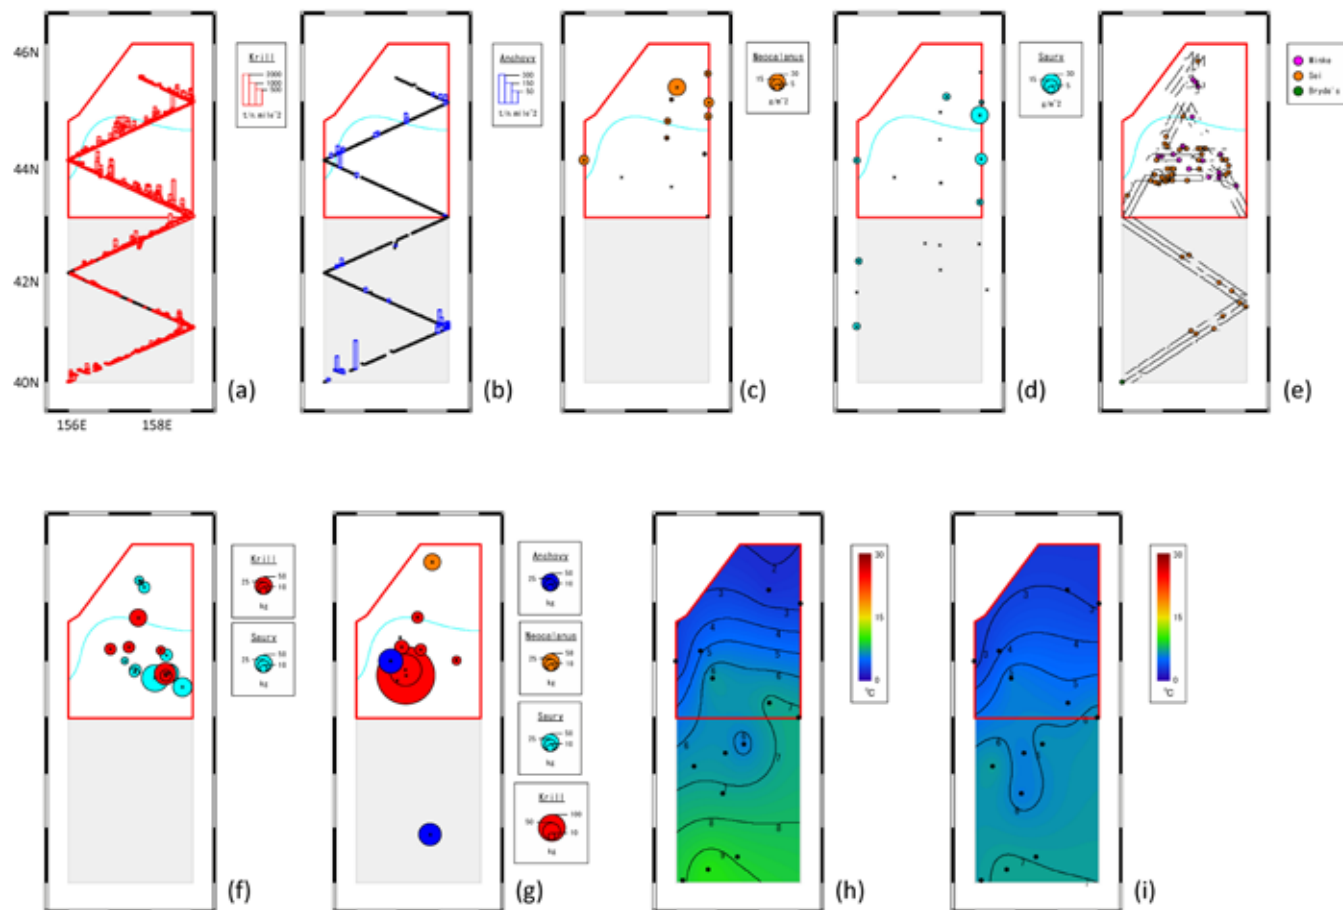 46N
44N
42N
40N
156E 158E
Krill
2000
1000
500
t/n.mile^2
(a)
Anchovy
300
150
50
t/n.mile^2
(b)
Neocalanus
15 30
5
g/m^2
(c)
Saury
15 30
5
g/m^2
(d)
Minke
Sei
Bryde's
(e)
Krill
25 50
10
kg
Saury
25 50
10
kg
(f)
Anchovy
25 50
10
kg
Neocalanus
25 50
10
kg
Saury
25 50
10
kg
Krill
50 100
10
kg
(g)
30
15
0
°C
(h)
30
15
0
°C
(i)